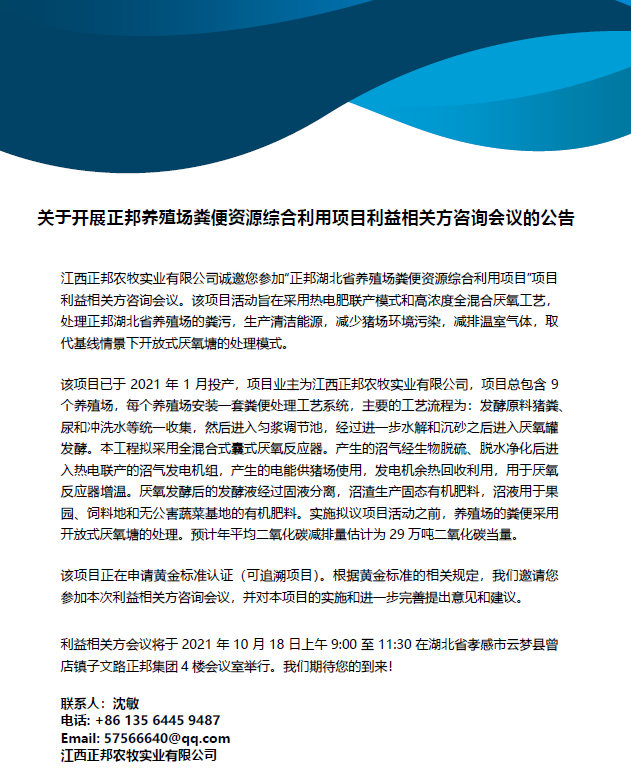 关于开展正邦养殖场粪便资源综合利用项目利益相关方咨询会议的公告
江西正邦农牧实业有限公司诚邀您参加“正邦湖北省养殖场粪便资源综合利用项目”项目
利益相关方咨询会议。该项目活动旨在采用热电肥联产模式和高浓度全混合厌氧工艺，
处理正邦湖北省养殖场的粪污，生产清洁能源，减少猪场环境污染，减排温室气体，取
代基线情景下开放式厌氧塘的处理模式。
该项目已于 2021 年 1 月投产，项目业主为江西正邦农牧实业有限公司，项目总包含 9
个养殖场，每个养殖场安装一套粪便处理工艺系统，主要的工艺流程为：发酵原料猪粪、
尿和冲洗水等统一收集，然后进入匀浆调节池，经过进一步水解和沉砂之后进入厌氧罐
发酵。本工程拟采用全混合式囊式厌氧反应器。产生的沼气经生物脱硫、脱水净化后进
入热电联产的沼气发电机组，产生的电能供猪场使用，发电机余热回收利用，用于厌氧
反应器增温。厌氧发酵后的发酵液经过固液分离，沼渣生产固态有机肥料，沼液用于果
园、饲料地和无公害蔬菜基地的有机肥料。实施拟议项目活动之前，养殖场的粪便采用
开放式厌氧塘的处理。预计年平均二氧化碳减排量估计为 29 万吨二氧化碳当量。
该项目正在申请黄金标准认证（可追溯项目）。根据黄金标准的相关规定，我们邀请您
参加本次利益相关方咨询会议，并对本项目的实施和进一步完善提出意见和建议。
利益相关方会议将于 2021 年 10 月 18 日上午 9:00 至 11:30 在湖北省孝感市云梦县曾
店镇子文路正邦集团 4 楼会议室举行。我们期待您的到来！
联系人：沈敏
电话: +86 135 6445 9487
Email: 57566640@qq.com
江西正邦农牧实业有限公司